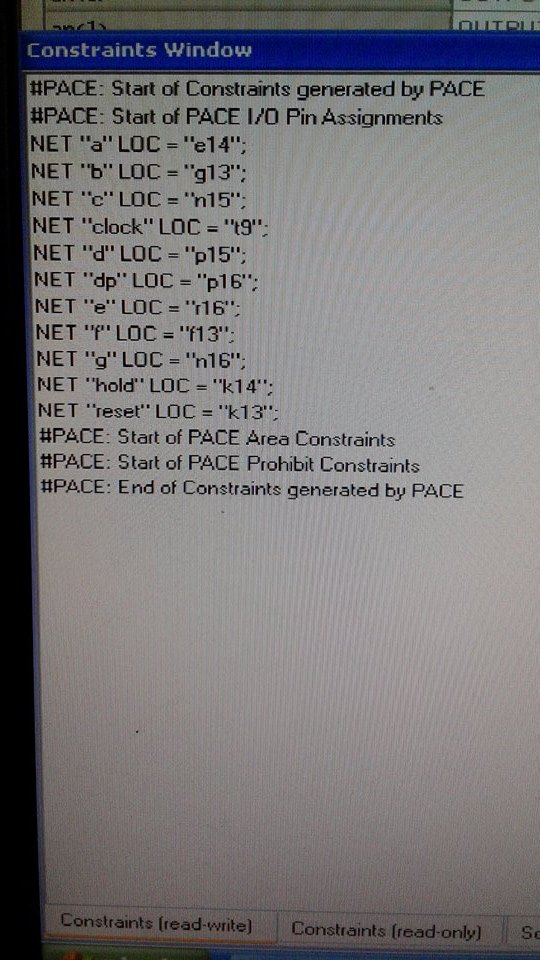 an(1)
OUTPU
Constraints Window
#PACE: Start of Constraints generated by PACE
#PACE: Start of PACE I/O Pin Assignments
NET "a" LOC = "e14";
NET "b" LOC = "g13";
NET "c" LOC = "n15";
NET "clock" LOC = "t9";
NET "d" LOC = "p15";
NET "dp" LOC = "p16";
NET "e" LOC = "r16";
NET "f" LOC = "f13";
NET "g" LOC = "n16";
NET "hold" LOC = "k14";
NET "reset" LOC = "k13";
#PACE: Start of PACE Area Constraints
#PACE: Start of PACE Prohibit Constraints
#PACE: End of Constraints generated by PACE
Constraints (read-write)
Constraints (read-only)